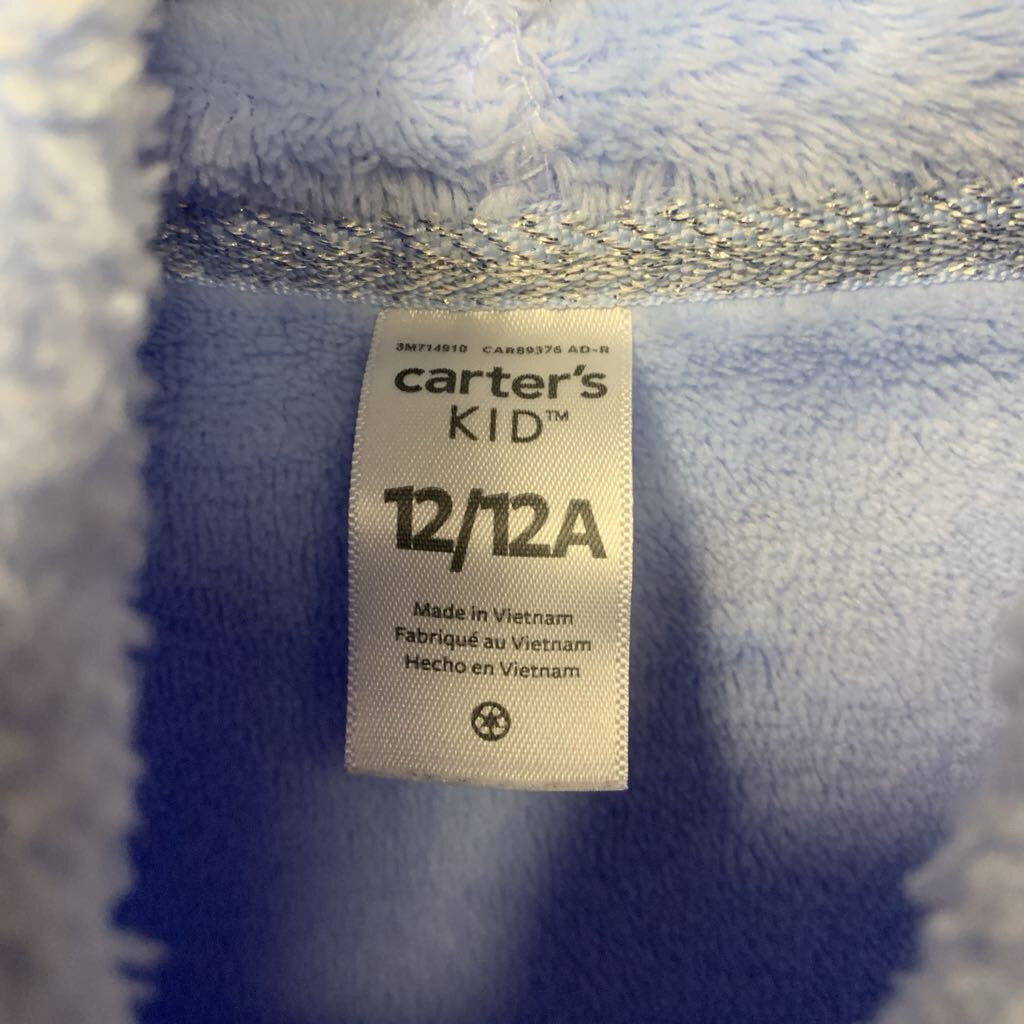 3M714910 CAR89376 AD-R
carter's
KID™
12/12A
Made in Vietnam
Fabriqué au Vietnam
Hecho en Vietnam